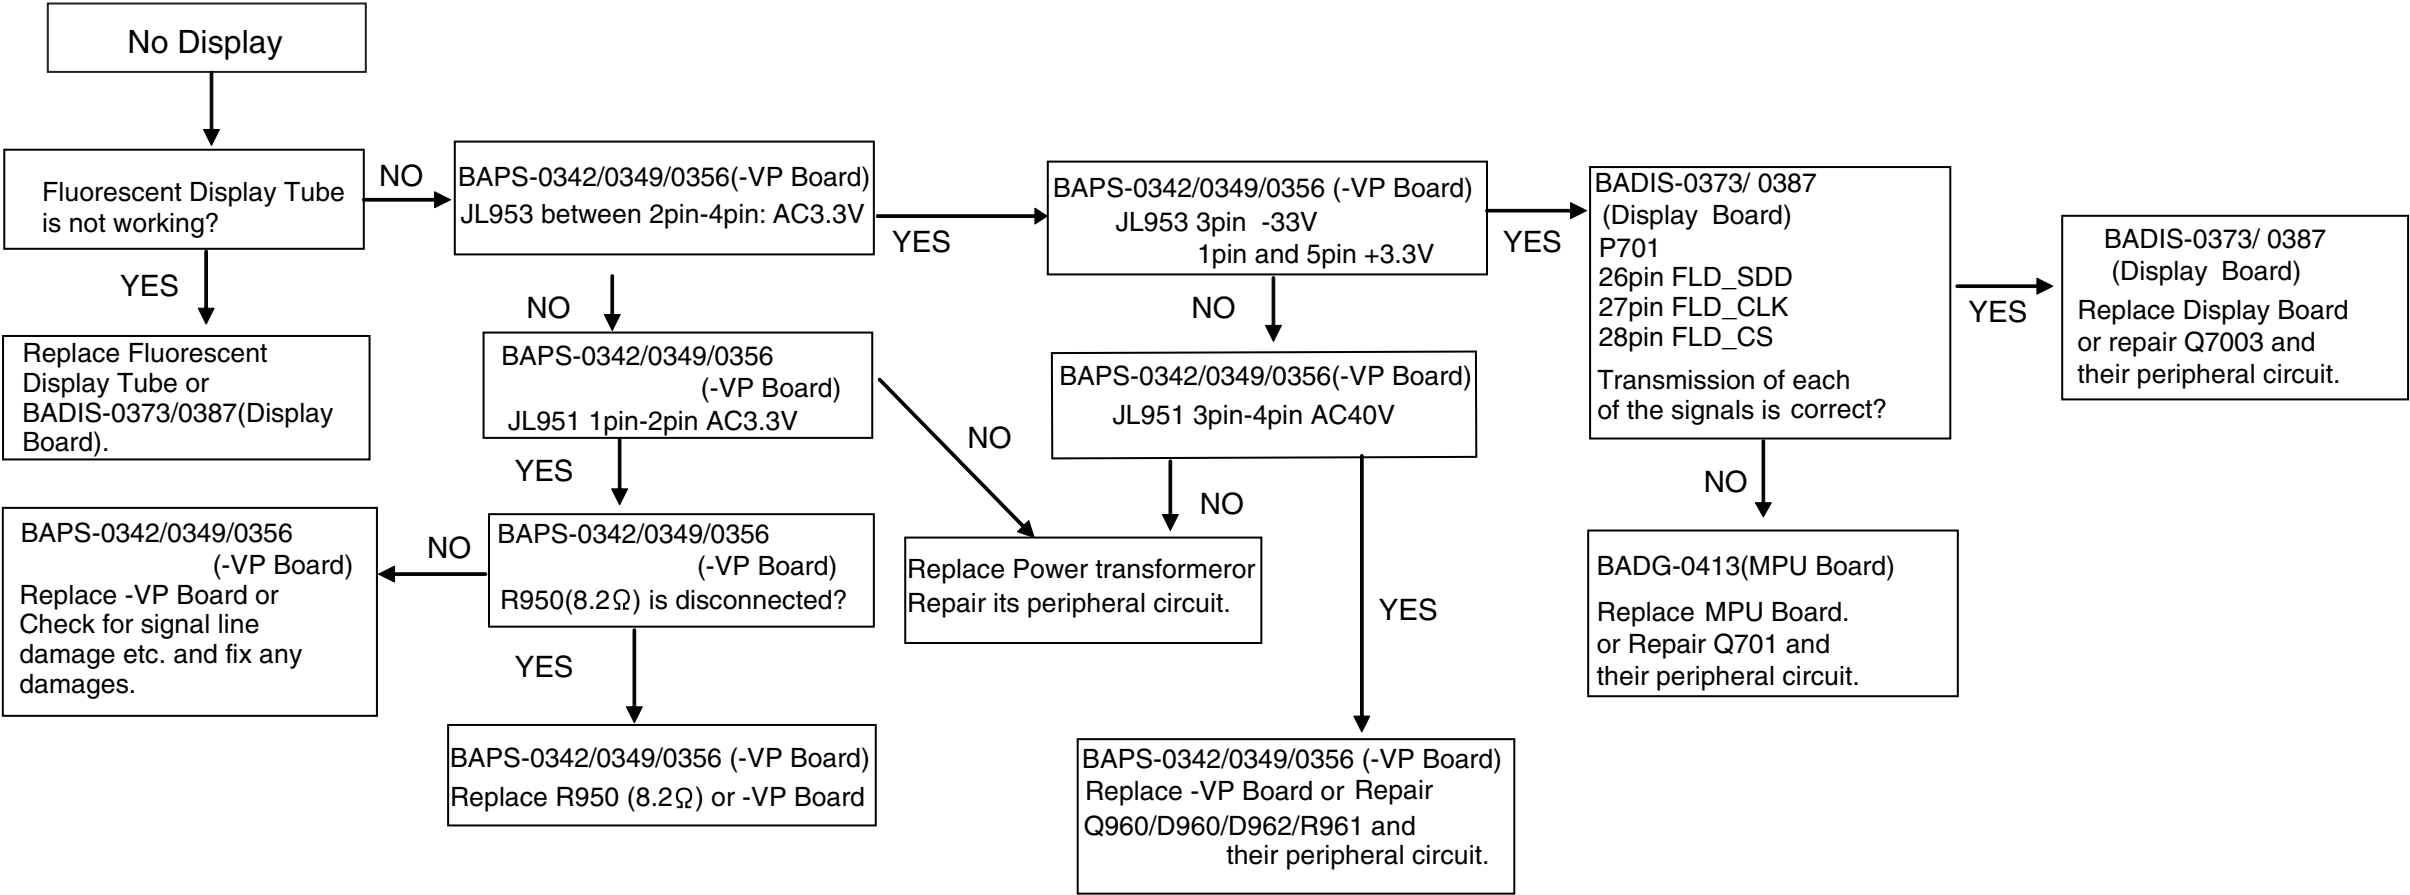 No Display
Fluorescent Display Tube
is not working?
NO
YES
Replace Fluorescent
Display Tube or
BADIS-0373/0387(Display
Board).
BAPS-0342/0349/0356(-VP Board)
JL953 between 2pin-4pin: AC3.3V
YES
NO
BAPS-0342/0349/0356
(-VP Board)
JL951 1pin-2pin AC3.3V
NO
YES
BAPS-0342/0349/0356
(-VP Board)
R950(8.2Ω) is disconnected?
NO
BAPS-0342/0349/0356
(-VP Board)
Replace -VP Board or
Check for signal line
damage etc. and fix any
damages.
YES
BAPS-0342/0349/0356 (-VP Board)
Replace R950 (8.2Ω) or -VP Board
BAPS-0342/0349/0356 (-VP Board)
JL953 3pin -33V
1pin and 5pin +3.3V
YES
NO
BAPS-0342/0349/0356(-VP Board)
JL951 3pin-4pin AC40V
NO
Replace Power transformeror
Repair its peripheral circuit.
YES
BAPS-0342/0349/0356 (-VP Board)
Replace -VP Board or Repair
Q960/D960/D962/R961 and
their peripheral circuit.
BADIS-0373/ 0387
(Display Board)
P701
26pin FLD_SDD
27pin FLD_CLK
28pin FLD_CS
Transmission of each
of the signals is correct?
YES
NO
BADG-0413(MPU Board)
Replace MPU Board.
or Repair Q701 and
their peripheral circuit.
BADIS-0373/ 0387
(Display Board)
Replace Display Board
or repair Q7003 and
their peripheral circuit.